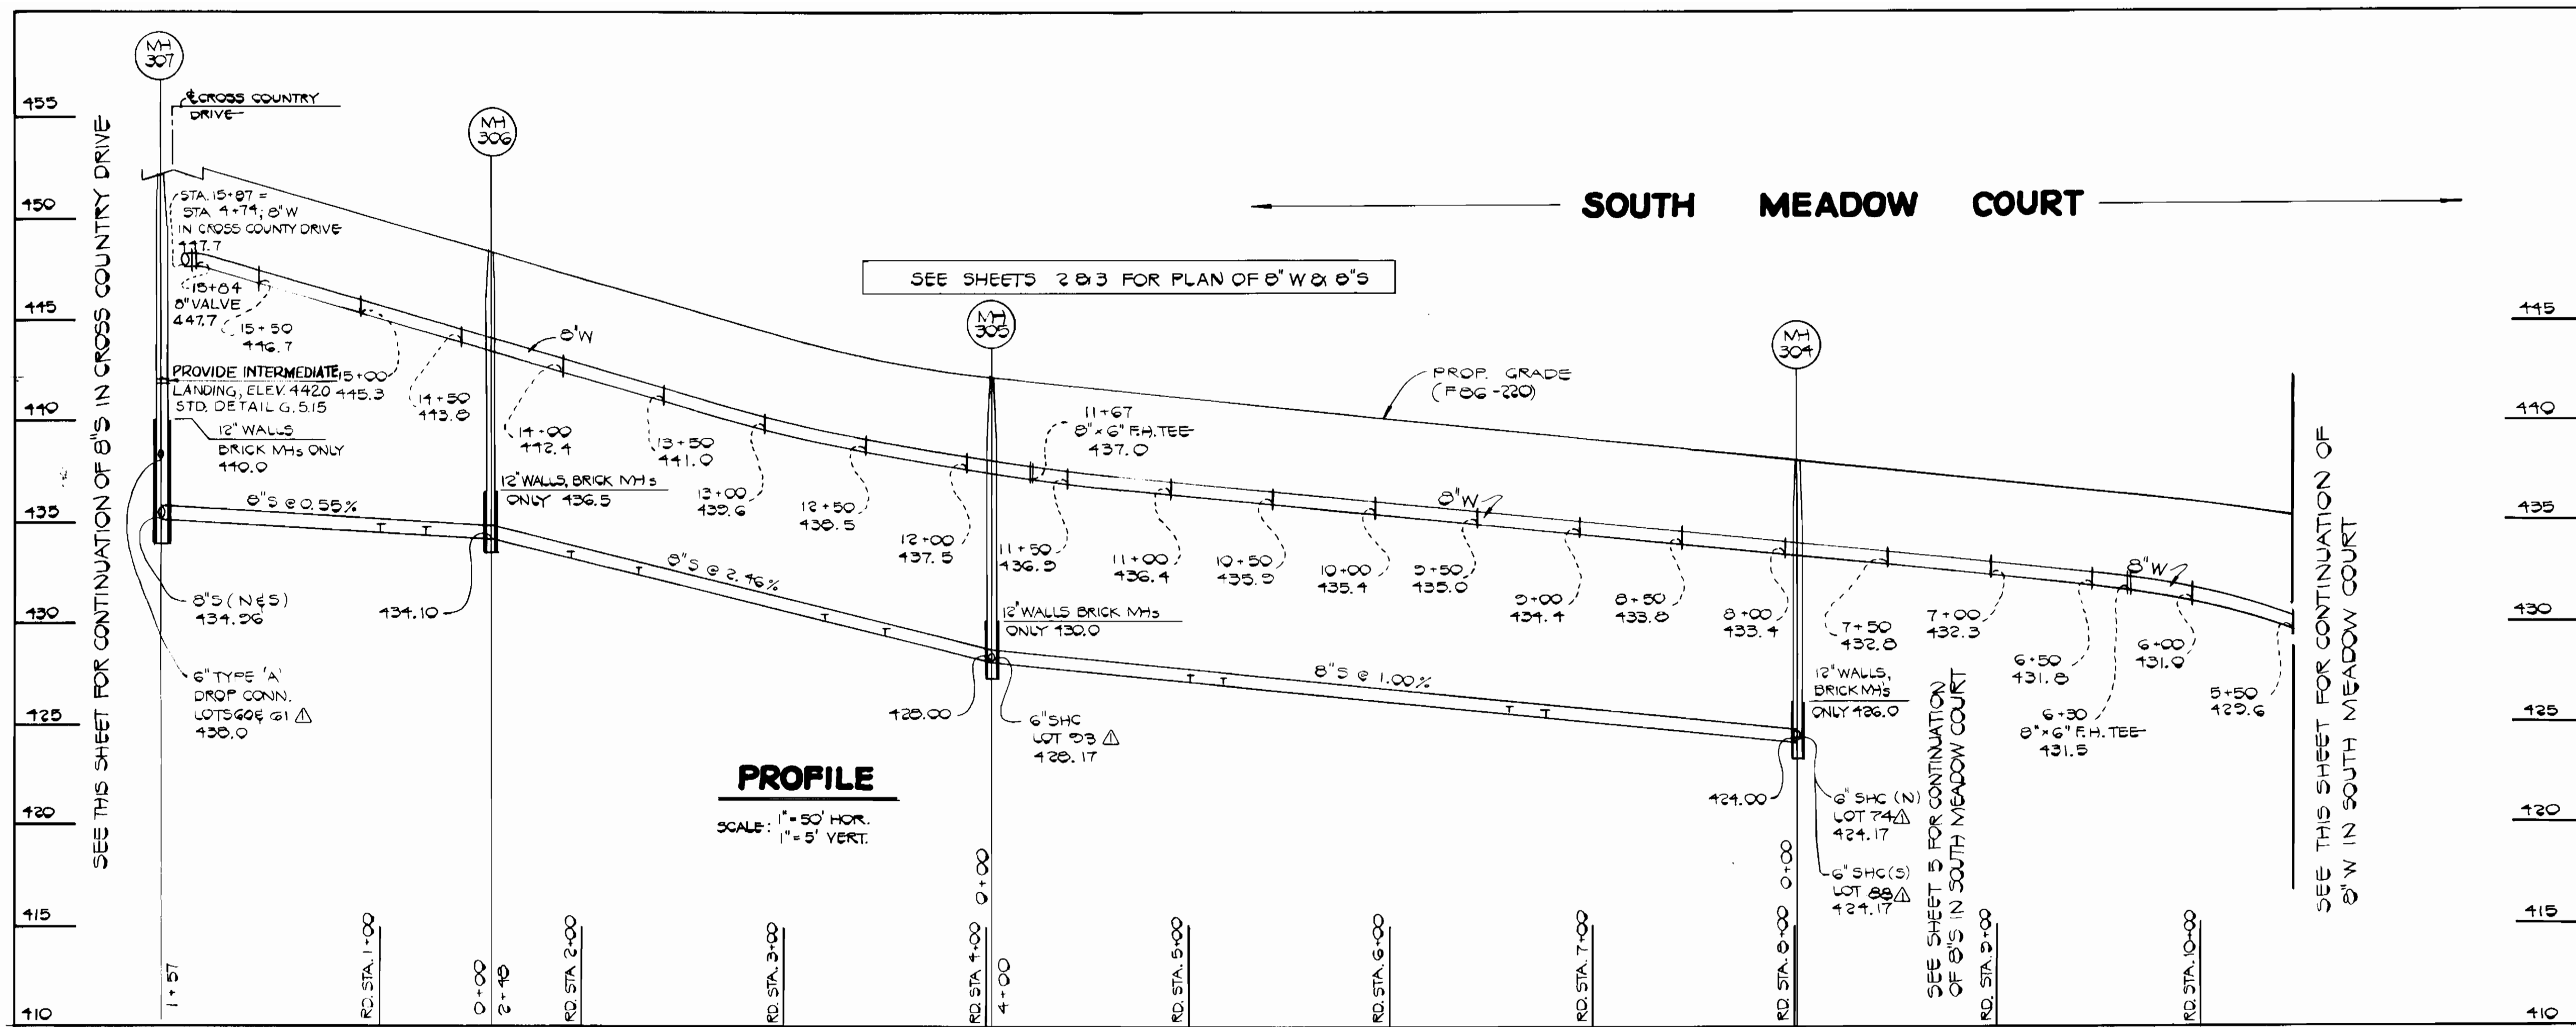 MH
307
¢ CROSS COUNTRY
DRIVE
MH
306
455
450
445
440
435
430
425
420
415
410
SEE THIS SHEET FOR CONTINUATION OF 8"S IN CROSS COUNTRY DRIVE
STA. 15+87 =
STA 4+74; 8"W
IN CROSS COUNTY DRIVE
447.7
15+84
8" VALVE
447.7
15+50
446.7
PROVIDE INTERMEDIATE
LANDING, ELEV. 442.0
STD. DETAIL G.5.15
15+00
445.3
12" WALLS
BRICK MHs ONLY
440.0
14+50
443.8
8"W
14+00
442.4
13+50
441.0
13+00
439.6
12+50
438.5
12+00
437.5
SOUTH MEADOW COURT
SEE SHEETS 2 & 3 FOR PLAN OF 8" W & 8"S
MH
305
MH
304
PROP. GRADE
(F86-220)
11+67
8"×6" F.H. TEE
437.0
11+50
436.9
11+00
436.4
10+50
435.9
10+00
435.4
9+50
435.0
8"W
9+00
434.4
8+50
433.8
8+00
433.4
7+50
432.8
7+00
432.3
6+50
431.8
6+30
8"×6" F.H. TEE
431.5
8"W
6+00
431.0
5+50
429.6
8"S @ 0.55%
12" WALLS, BRICK MHs
ONLY 436.5
8"S @ 2.46%
8"S (N&S)
434.96
434.10
12" WALLS BRICK MHs
ONLY 430.0
8"S @ 1.00%
12" WALLS,
BRICK MH's
ONLY 426.0
6" TYPE 'A'
DROP CONN.
LOTS 60 & 61 1
438.0
428.00
6" SHC
LOT 93 1
428.17
424.00
6" SHC (N)
LOT 74 1
424.17
6" SHC (S)
LOT 88 1
424.17
SEE SHEET 5 FOR CONTINUATION
OF 8"S IN SOUTH MEADOW COURT
SEE THIS SHEET FOR CONTINUATION OF
8"W IN SOUTH MEADOW COURT
445
440
435
430
425
420
415
410
PROFILE
SCALE: 1"=50' HOR.
1"=5' VERT.
1+57
RD. STA. 1+00
0+00
2+48
RD. STA 2+00
RD. STA. 3+00
RD. STA 4+00
0+00
4+00
RD. STA. 5+00
RD. STA. 6+00
RD. STA. 7+00
RD. STA. 8+00
0+00
RD. STA. 9+00
RD. STA. 10+00